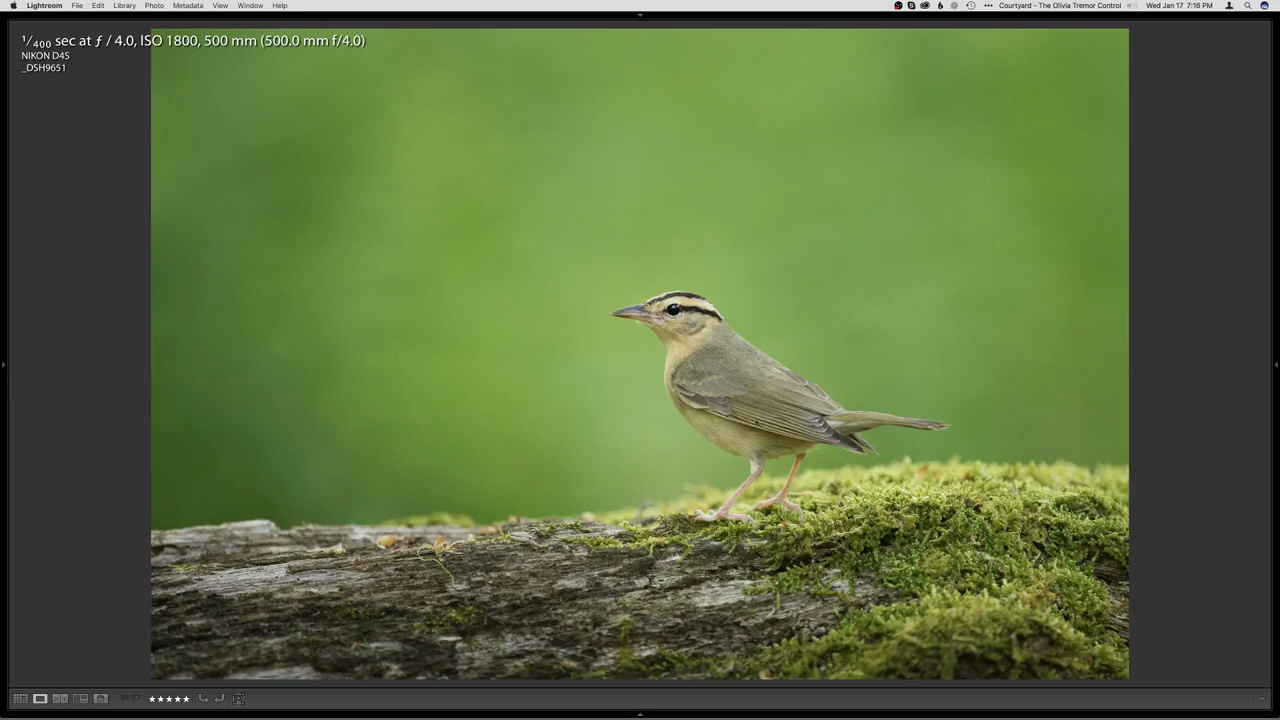 Lightroom File Edit Library Photo Metadata View Window Help Courtyard - The Olivia Tremor Control Wed Jan 17 7:16 PM
1/400 sec at ƒ / 4.0, ISO 1800, 500 mm (500.0 mm f/4.0)
NIKON D4S
_DSH9651
XY